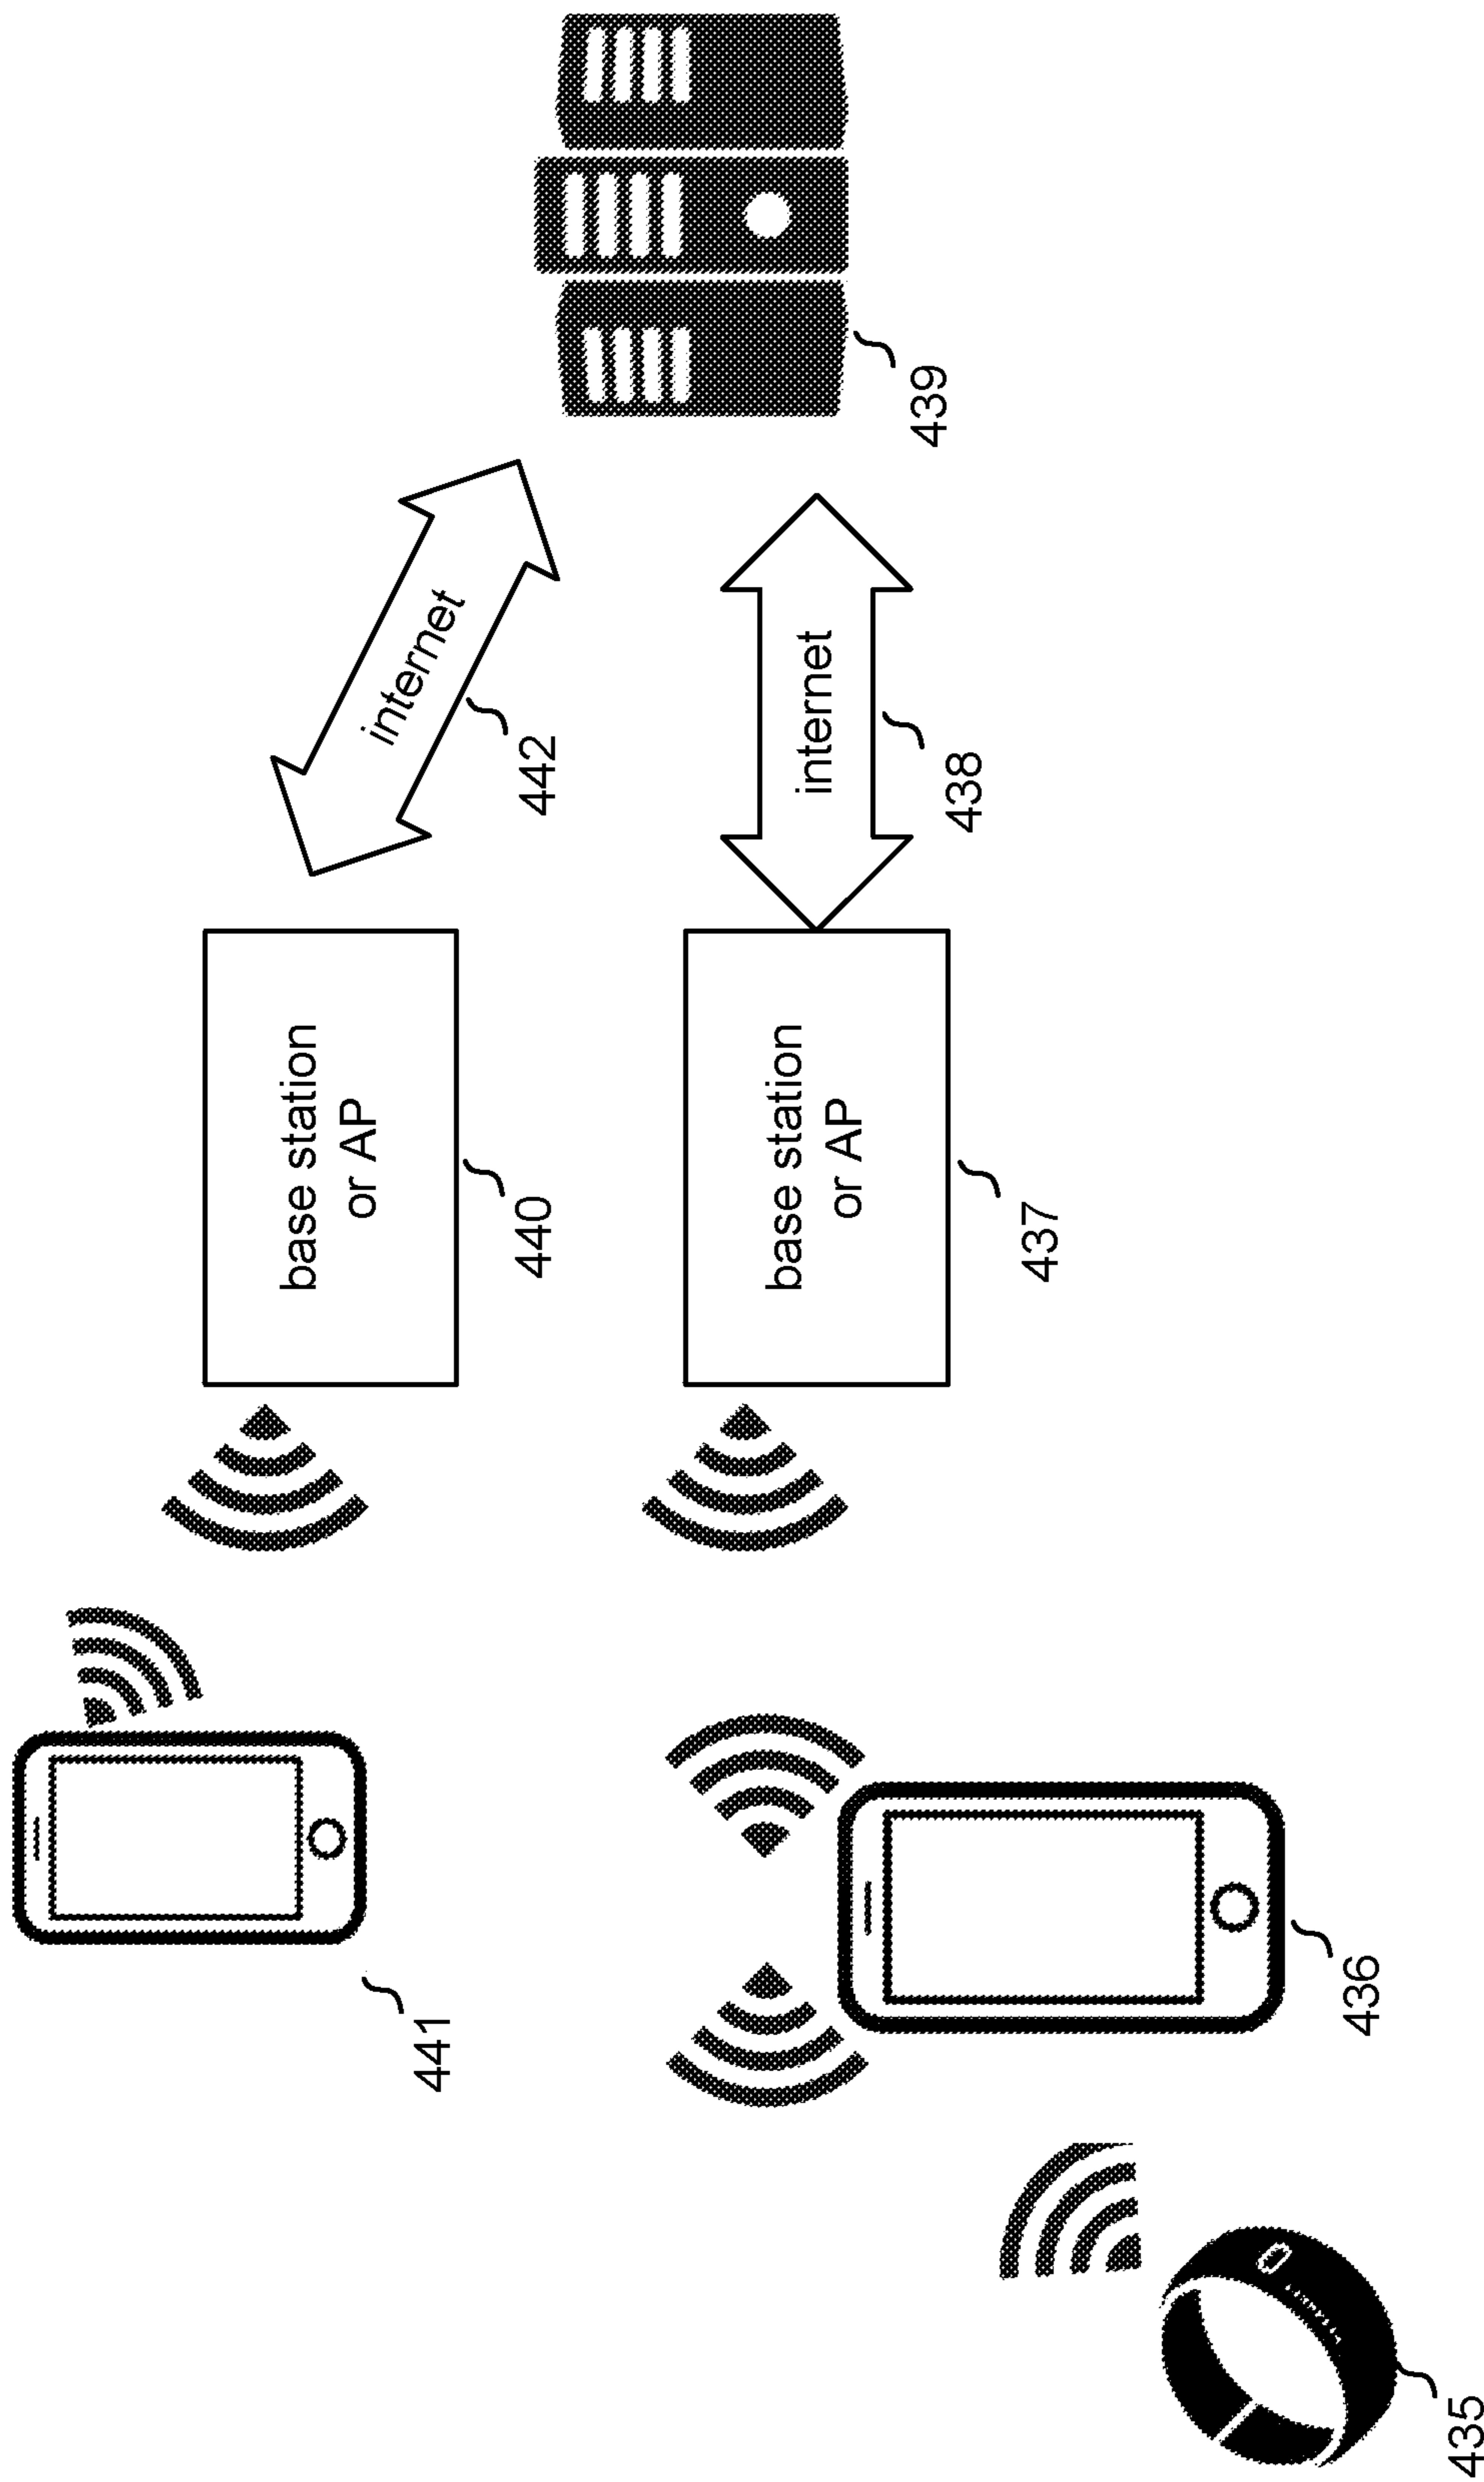 base station
or AP
internet
441
440
442
base station
or AP
internet
439
438
437
436
435